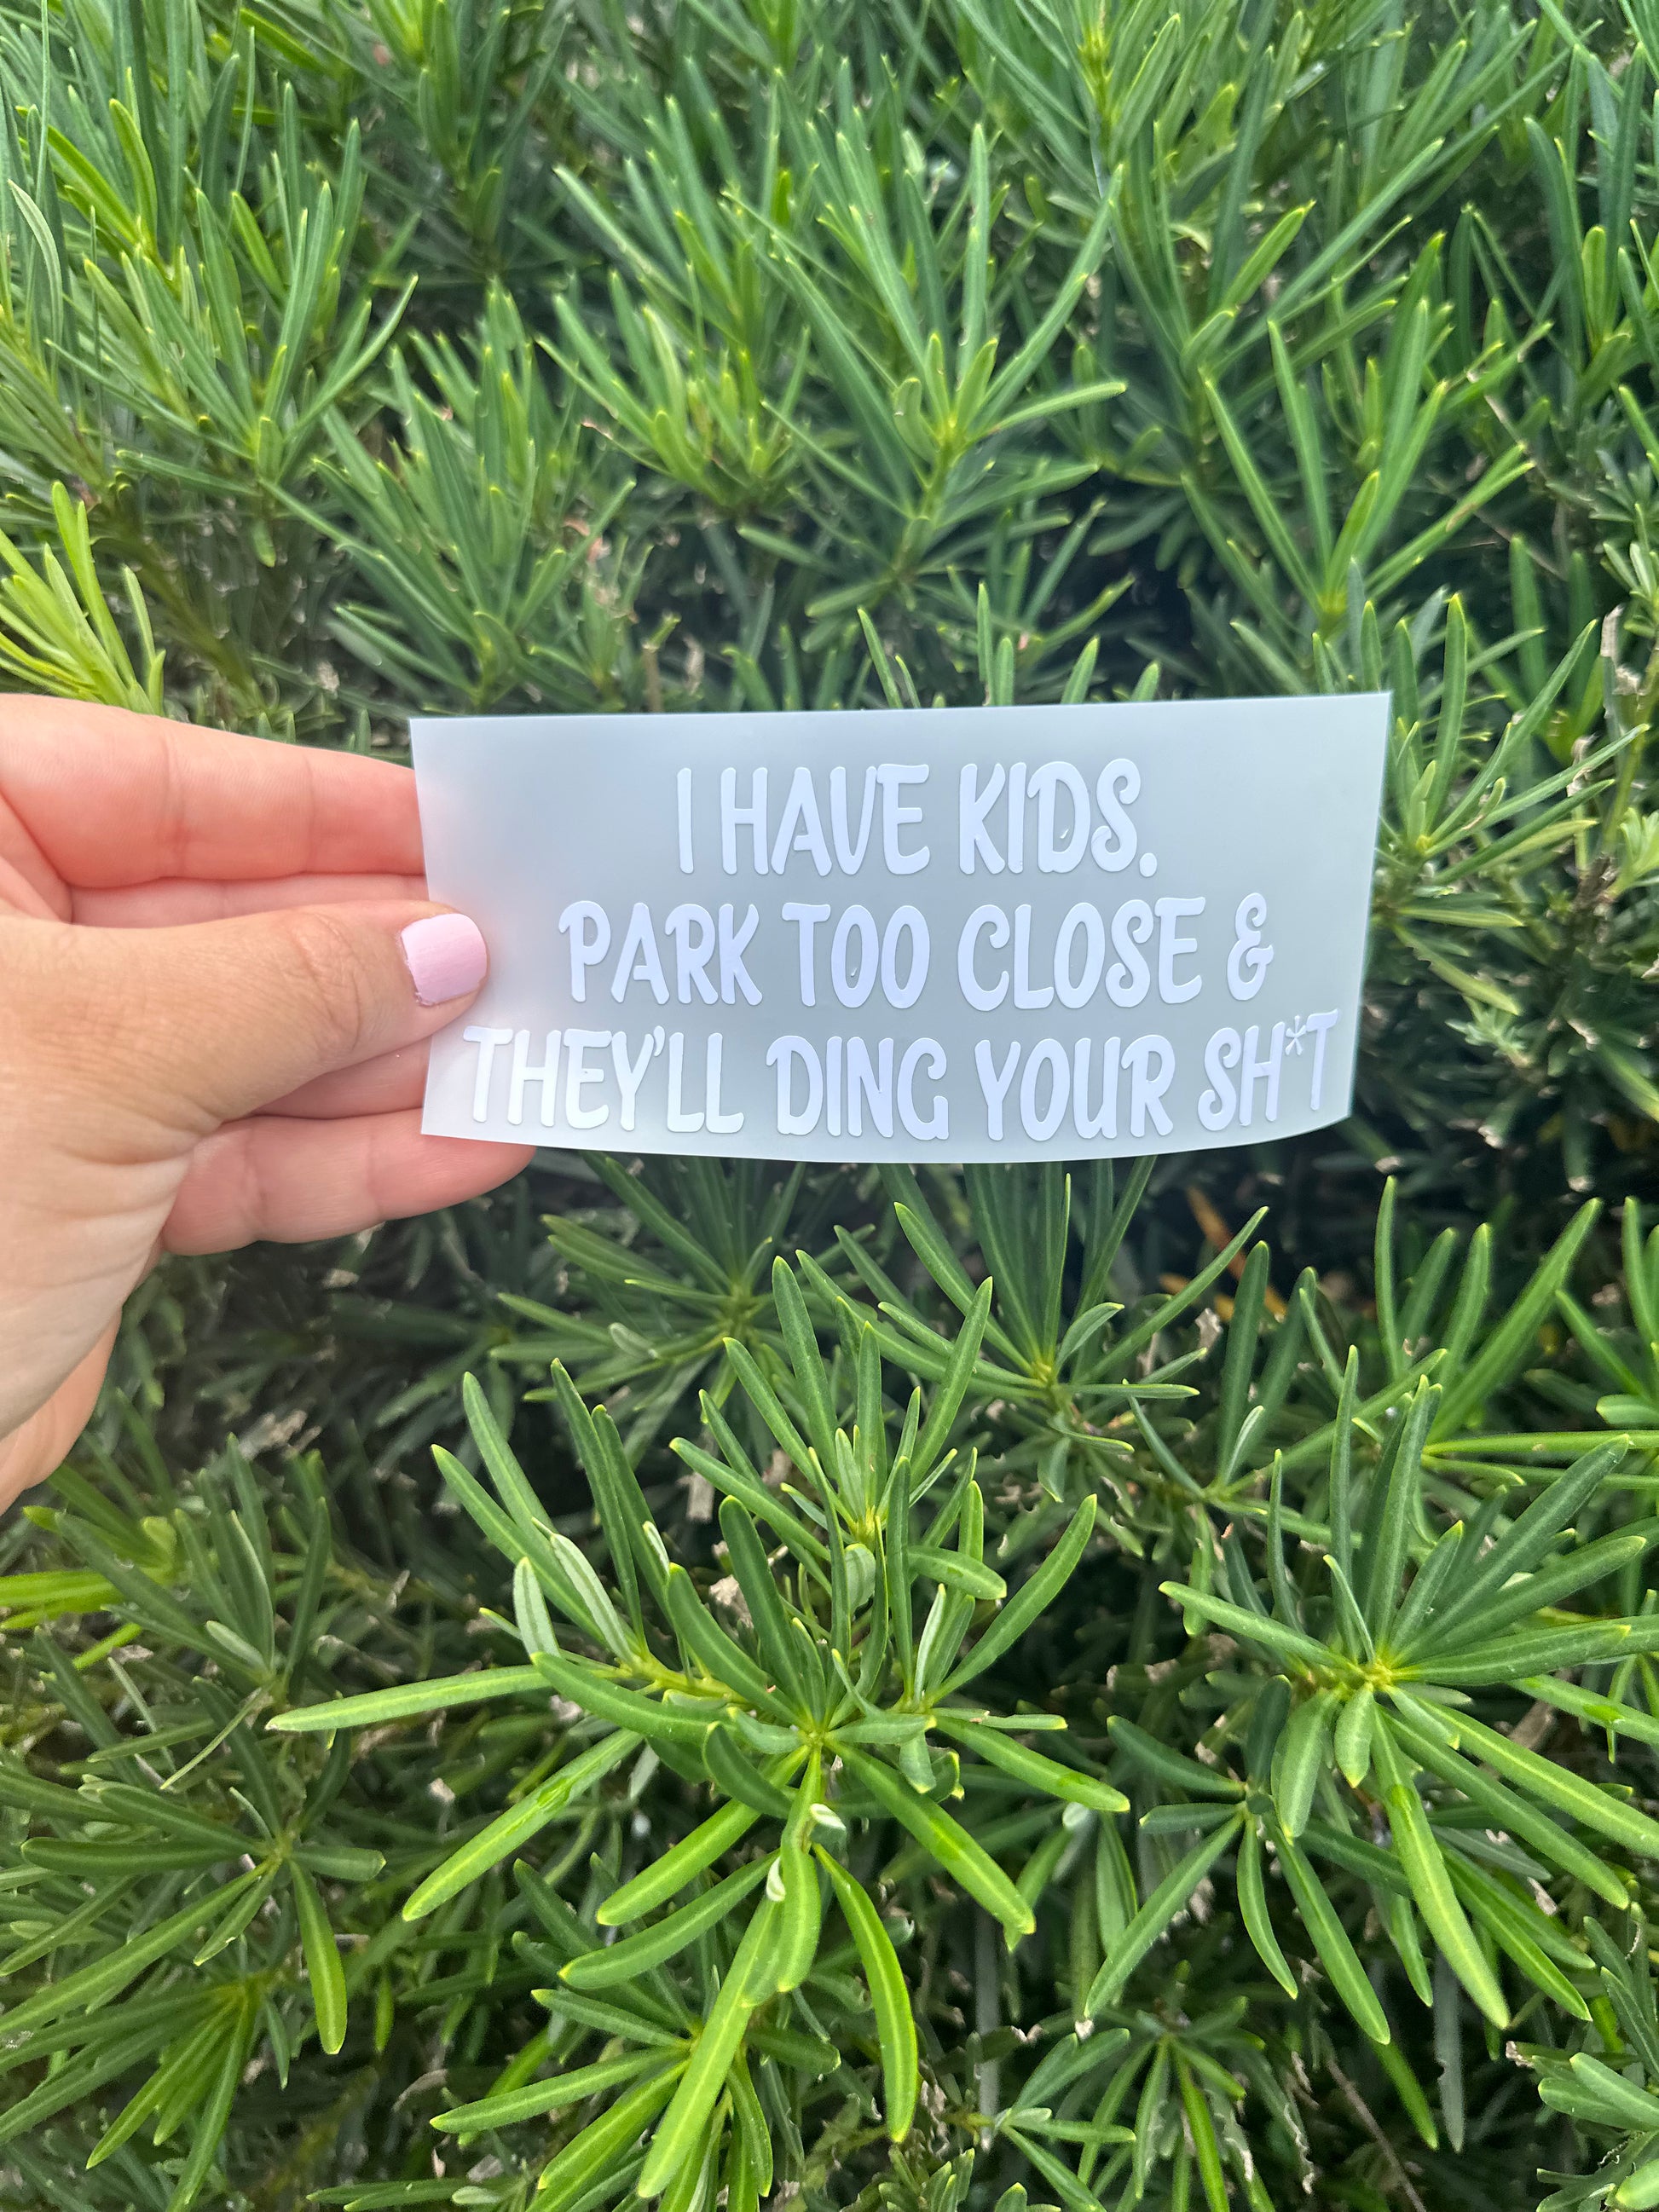 I HAVE KIDS.
PARK TOO CLOSE &
THEY'LL DING YOUR SH*T